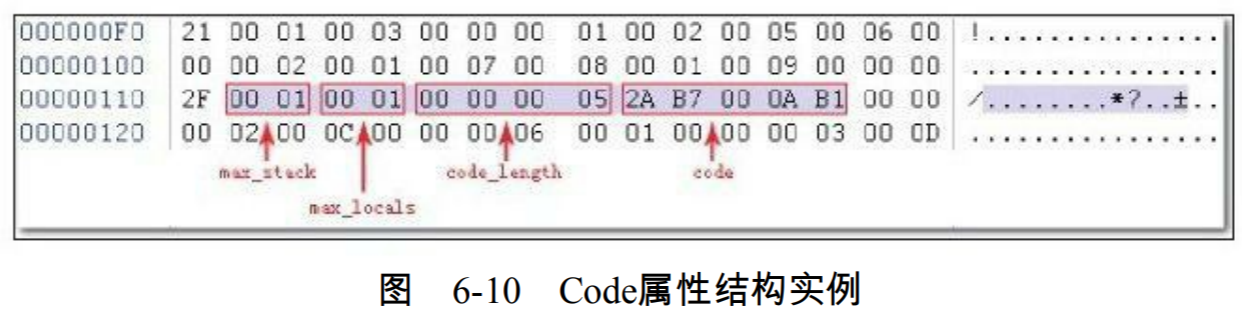 000000F0 21 00 01 00 03 00 00 00 01 00 02 00 05 00 06 00 !...............
00000100 00 00 02 00 01 00 07 00 08 00 01 00 09 00 00 00 ................
00000110 2F 00 01 00 01 00 00 00 05 2A B7 00 0A B1 00 00 /........*?..±..
00000120 00 02 00 0C 00 00 00 06 00 01 00 00 00 03 00 0D ................
max_stack code_length code
max_locals
图 6-10 Code属性结构实例